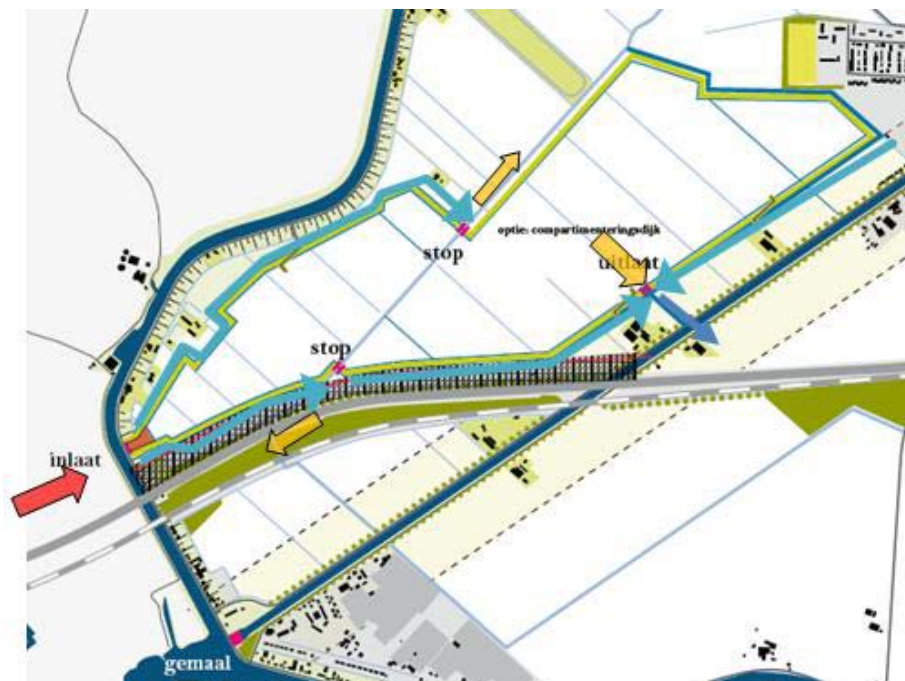 stop
optie: compartimenteringsdijk
uitlaat
stop
inlaat
gemaal